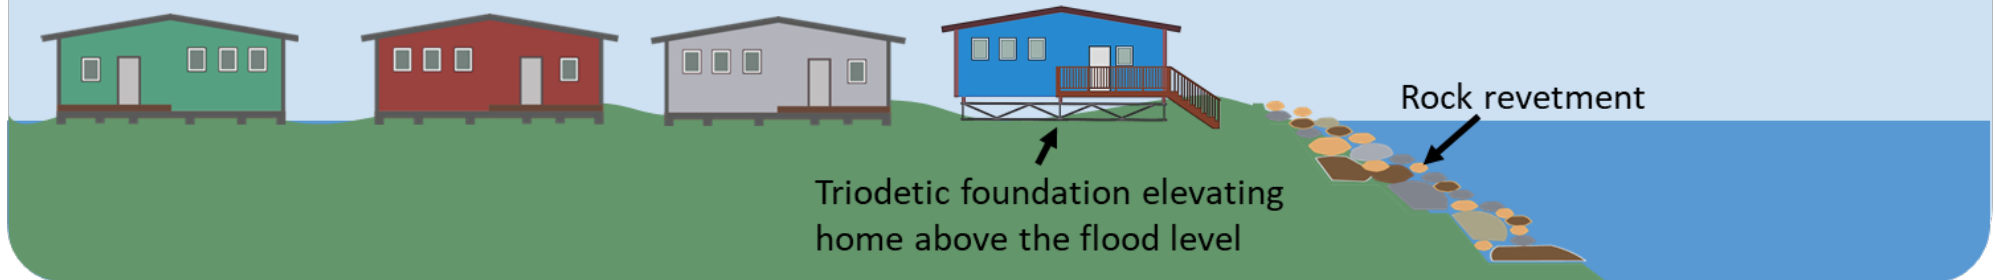 Rock revetment
Triodetic foundation elevating
home above the flood level